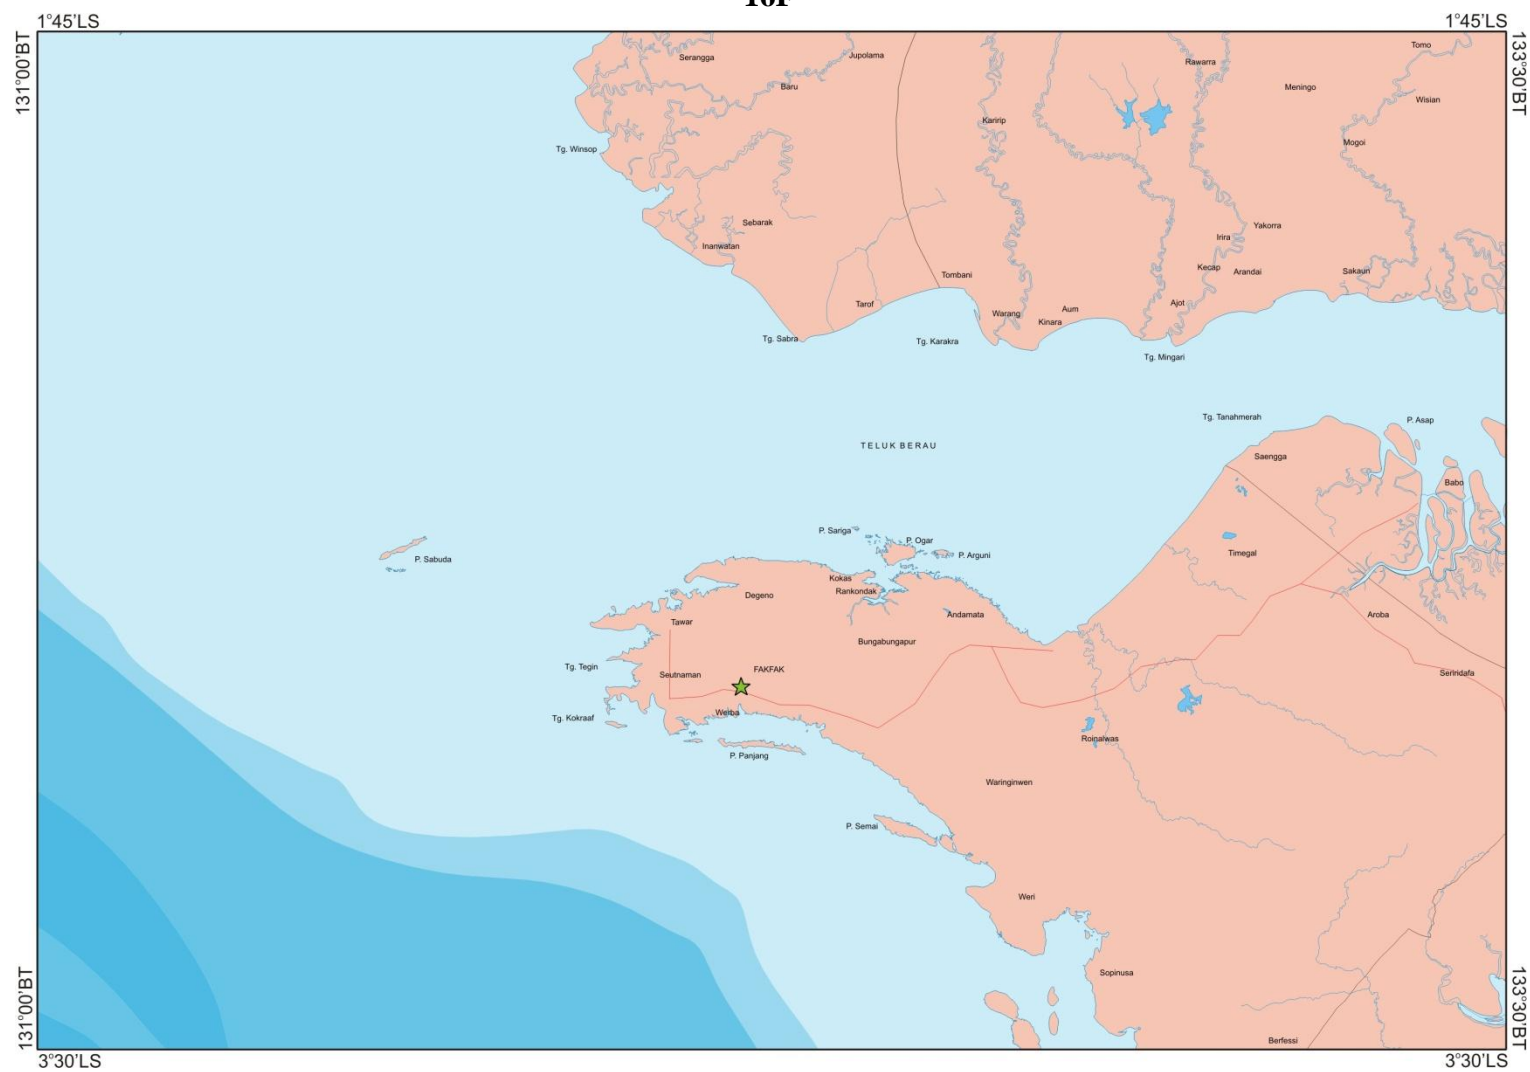 1°45'LS
1°45'LS
131°00'BT
133°30'BT
Serangga
Jupolama
Rawarra
Tomo
Baru
Meningo
Wisian
Karirip
Mogoi
Tg. Winsop
Sebarak
Yakorra
Inanwatan
Irira
Tombani
Kecap
Arandai
Sakaun
Tarof
Warang
Aum
Ajot
Kinara
Tg. Sabra
Tg. Karakra
Tg. Mingari
Tg. Tanahmerah
P. Asap
TELUK BERAU
Saengga
Babo
P. Sariga
P. Ogar
P. Sabuda
P. Arguni
Timegal
Kokas
Rankondak
Degeno
Andamata
Aroba
Tawar
Bungabungapur
Tg. Tegin
FAKFAK
Seutnaman
Serindafa
Werba
Tg. Kokraaf
Roinalwas
P. Panjang
Waringinwen
P. Semai
Weri
Sopinusa
131°00'BT
133°30'BT
Berfessi
3°30'LS
3°30'LS